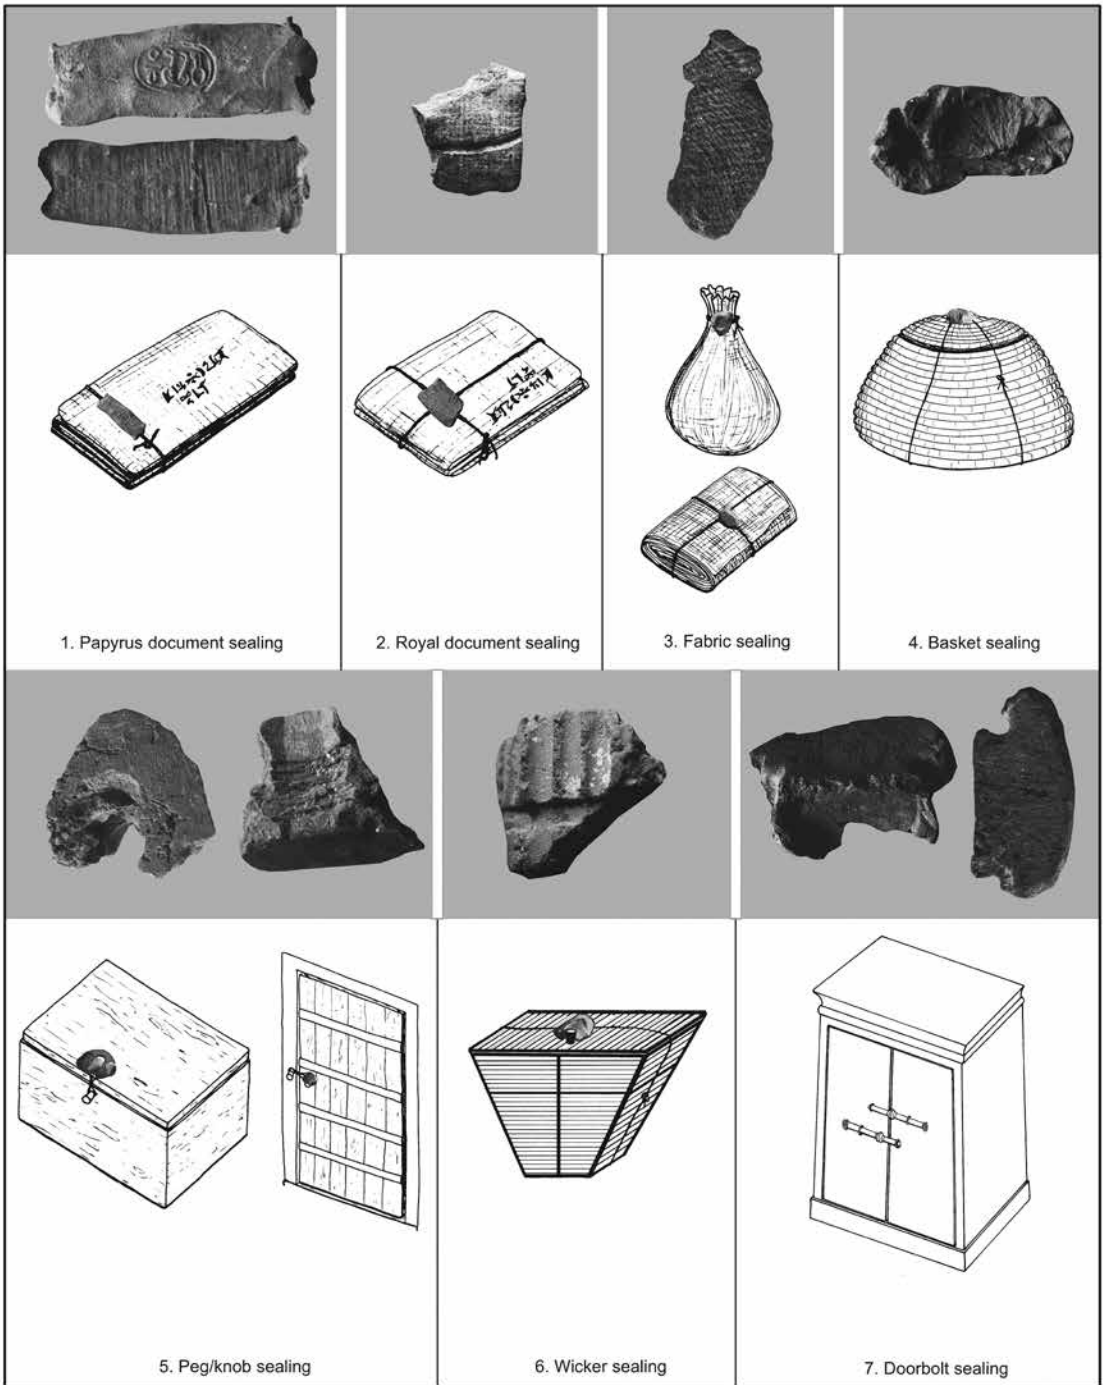 1. Papyrus document sealing
2. Royal document sealing
3. Fabric sealing
4. Basket sealing
5. Peg/knob sealing
6. Wicker sealing
7. Doorbolt sealing